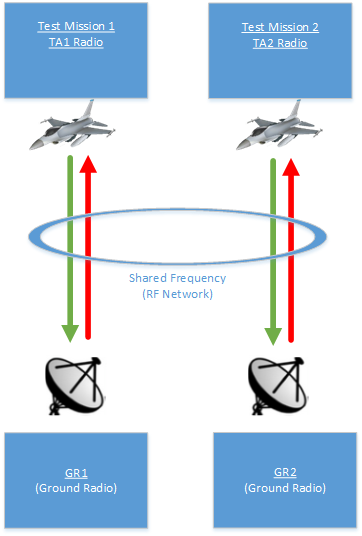 Test Mission 1
TA1 Radio
Test Mission 2
TA2 Radio
Shared Frequency
(RF Network)
GR1
(Ground Radio)
GR2
(Ground Radio)